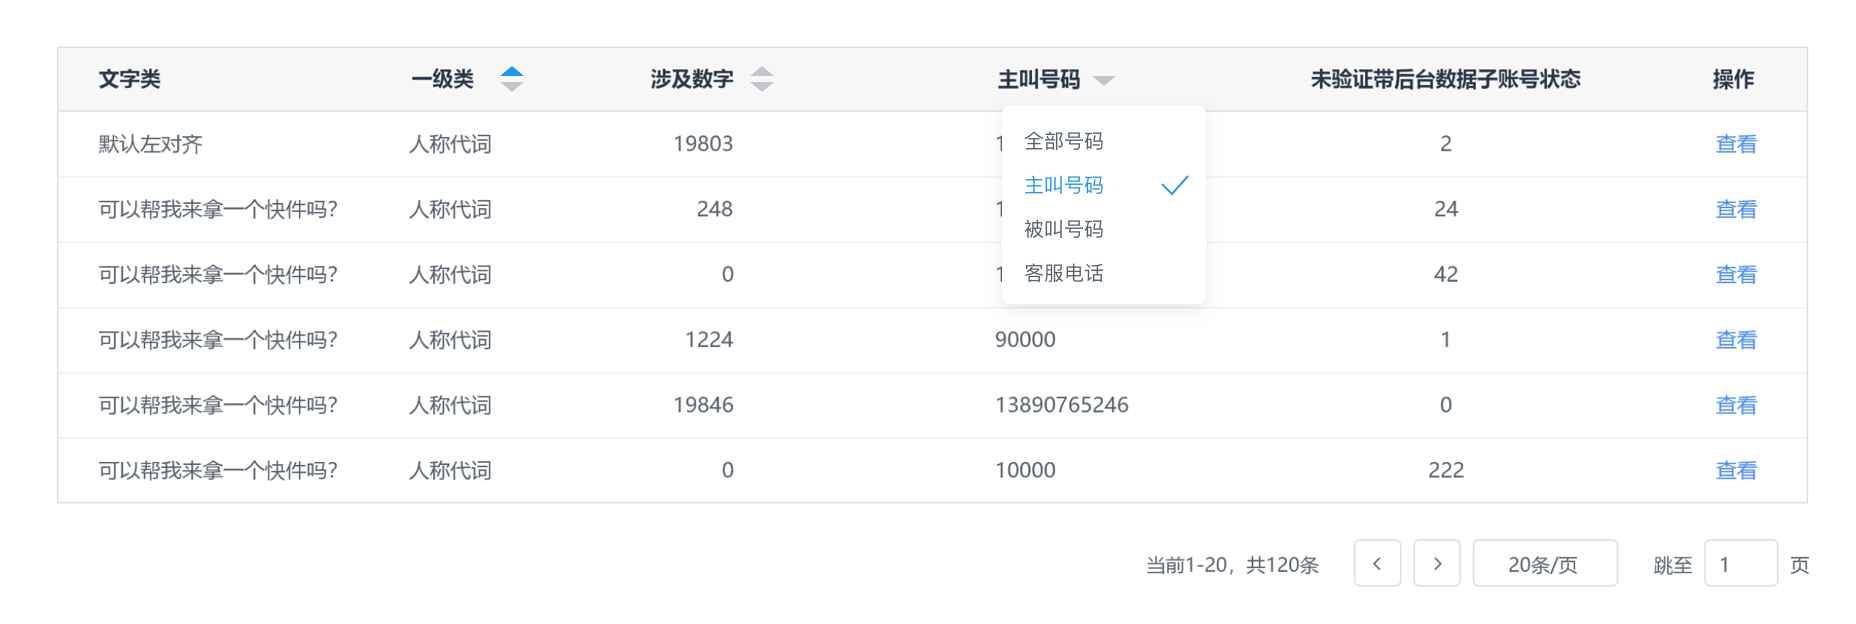 文字类 一级类 涉及数字 主叫号码 未验证带后台数据子账号状态 操作
默认左对齐 人称代词 19803 2 查看
全部号码
主叫号码
可以帮我来拿一个快件吗？ 人称代词 248 24 查看
被叫号码
可以帮我来拿一个快件吗？ 人称代词 0 42 查看
客服电话
可以帮我来拿一个快件吗？ 人称代词 1224 90000 1 查看
可以帮我来拿一个快件吗？ 人称代词 19846 13890765246 0 查看
可以帮我来拿一个快件吗？ 人称代词 0 10000 222 查看
当前1-20，共120条 < > 20条/页 跳至 1 页